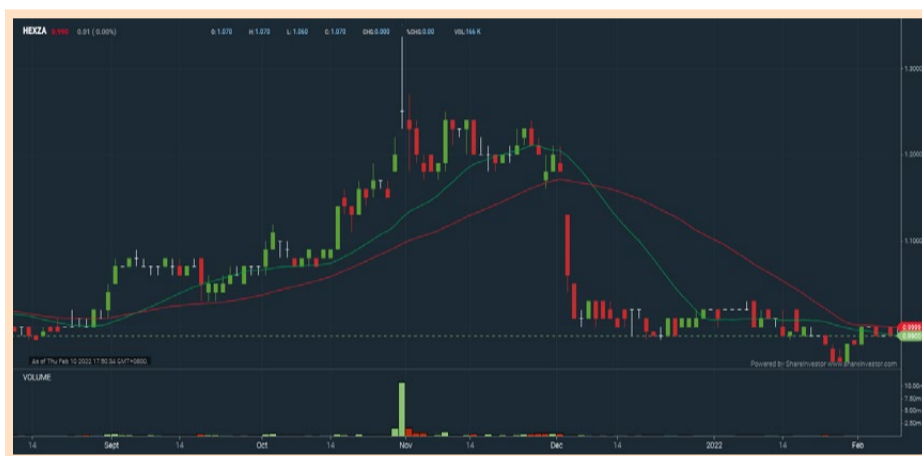 HEXZA 0.990 0.01 ( 0.00%) O: 1.070 H: 1.070 L: 1.060 C: 1.070 CHG:0.000 %CHG:0.00 VOL:166 K
1.3000
1.2000
1.1000
0.9999
0.9900
As of Thu Feb 10 2022 17:50:34 GMT+0800
Powered by ShareInvestor www.shareinvestor.com
VOLUME
10.00m
7.50m
5.00m
2.50m
14 Sept 14 Oct 14 Nov 14 Dec 14 2022 14 Feb